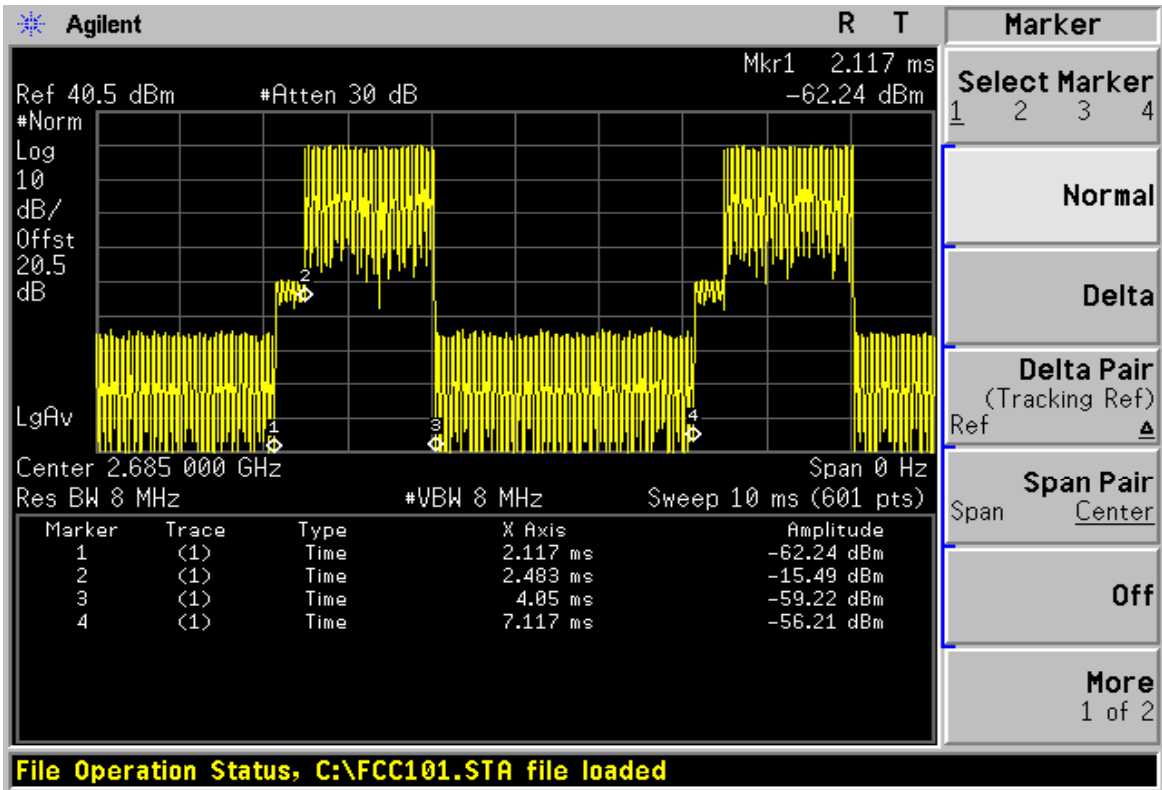 Agilent R T
Mkr1 2.117 ms
Ref 40.5 dBm #Atten 30 dB -62.24 dBm
#Norm
Log
10
dB/
Offst
20.5
dB
LgAv
2
1
3
4
Center 2.685 000 GHz Span 0 Hz
Res BW 8 MHz #VBW 8 MHz Sweep 10 ms (601 pts)
Marker Trace Type X Axis Amplitude
1 (1) Time 2.117 ms -62.24 dBm
2 (1) Time 2.483 ms -15.49 dBm
3 (1) Time 4.05 ms -59.22 dBm
4 (1) Time 7.117 ms -56.21 dBm
File Operation Status, C:\FCC101.STA file loaded
Marker
Select Marker
1 2 3 4
Normal
Delta
Delta Pair
(Tracking Ref)
Ref Δ
Span Pair
Span Center
Off
More
1 of 2